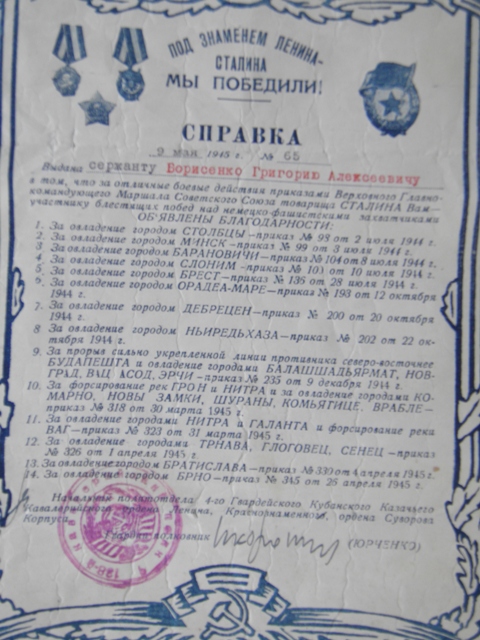 ПОД ЗНАМЕНЕМ ЛЕНИНА-
СТАЛИНА
МЫ ПОБЕДИЛИ!
СПРАВКА
9 мая 1945 г. № 65
Выдана сержанту Борисенко Григорию Алексеевичу
в том, что за отличные боевые действия приказами Верховного Главно-
командующего Маршала Советского Союза товарища СТАЛИНА Вам—
участнику блестящих побед над немецко-фашистскими захватчиками
ОБ'ЯВЛЕНЫ БЛАГОДАРНОСТИ:
1. За овладение городом СТОЛБЦЫ—приказ № 98 от 2 июля 1944 г.
2. За овладение городом МИНСК—приказ № 99 от 3 июля 1944 г.
3. За овладение городом БАРАНОВИЧИ—приказ № 104 от 8 июля 1944 г.
4. За овладение городом СЛОНИМ—приказ № 103 от 10 июля 1944 г.
5. За овладение городом БРЕСТ—приказ № 136 от 28 июля 1944 г.
6. За овладение городом ОРАДЕА-МАРЕ—приказ № 193 от 12 октября
1944 г.
7. За овладение городом ДЕБРЕЦЕН—приказ № 200 от 20 октября
1944 г.
8 За овладение городом НЬИРЕДЬХАЗА—приказ № 202 от 22 ок-
тября 1944 г.
9. За прорыв сильно укрепленной линии противника северо-восточнее
БУДАПЕШТА и овладение городами БАЛАШШАДЬЯРМАТ, НОВ-
ГРАД, ВАЦ АСОД, ЭРЧИ—приказ № 235 от 9 декабря 1944 г.
10. За форсирование рек ГРОН и НИТРА и за овладение городами КО-
МАРНО, НОВЫ ЗАМКИ, ШУРАНЫ, КОМЬЯТИЦЕ, ВРАБЛЕ—
приказ № 318 от 30 марта 1945 г.
11. За овладение городами НИТРА и ГАЛАНТА и форсирование реки
ВАГ—приказ № 323 от 31 марта 1945 г.
12. За овладение городами ТРНАВА, ГЛОГОВЕЦ, СЕНЕЦ—приказ
№ 326 от 1 апреля 1945 г.
13. За овладение городом БРАТИСЛАВА—приказ № 330 от 4 апреля 1945 г.
14. За овладение городом БРНО—приказ № 345 от 26 апреля 1945 г.
Начальник политотдела 4-го Гвардейского Кубанского Казачьего
Кавалерийского ордена Ленина, Краснознаменного, ордена Суворова
Корпуса
Гвардии полковник (ЮРЧЕНКО)